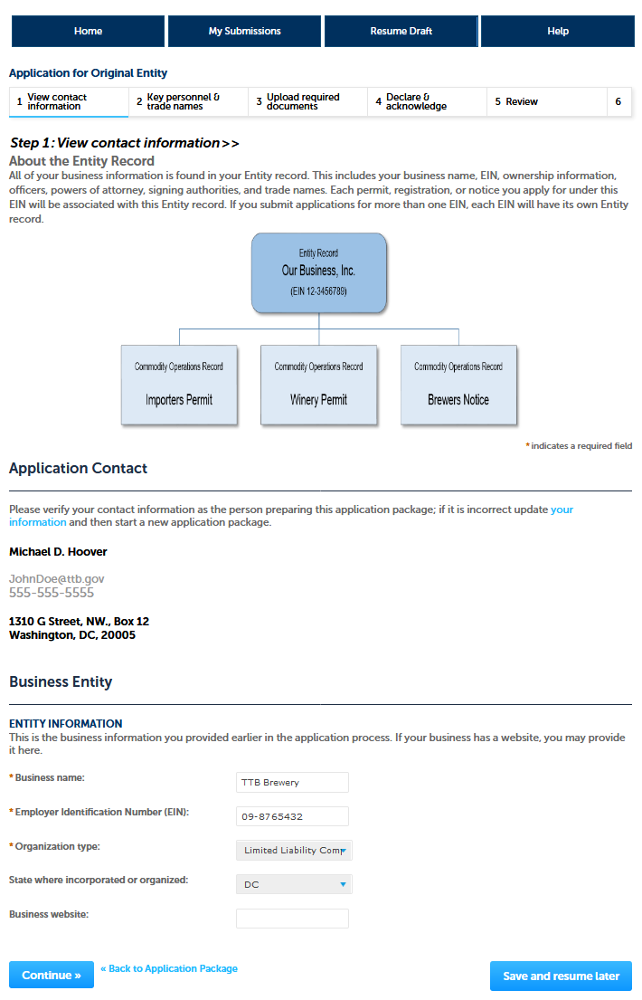 Home My Submissions Resume Draft Help
Application for Original Entity
1 View contact information 2 Key personnel & trade names 3 Upload required documents 4 Declare & acknowledge 5 Review 6
Step 1: View contact information>>
About the Entity Record
All of your business information is found in your Entity record. This includes your business name, EIN, ownership information,
officers, powers of attorney, signing authorities, and trade names. Each permit, registration, or notice you apply for under this
EIN will be associated with this Entity record. If you submit applications for more than one EIN, each EIN will have its own Entity
record.
Entity Record
Our Business, Inc.
(EIN 12-3456789)
Commodity Operations Record Commodity Operations Record Commodity Operations Record
Importers Permit Winery Permit Brewers Notice
* indicates a required field
Application Contact
Please verify your contact information as the person preparing this application package; if it is incorrect update your
information and then start a new application package.
Michael D. Hoover
JohnDoe@ttb.gov
555-555-5555
1310 G Street, NW., Box 12
Washington, DC, 20005
Business Entity
ENTITY INFORMATION
This is the business information you provided earlier in the application process. If your business has a website, you may provide
it here.
* Business name: TTB Brewery
* Employer Identification Number (EIN): 09-8765432
* Organization type: Limited Liability Comp
State where incorporated or organized: DC
Business website:
Continue » « Back to Application Package Save and resume later